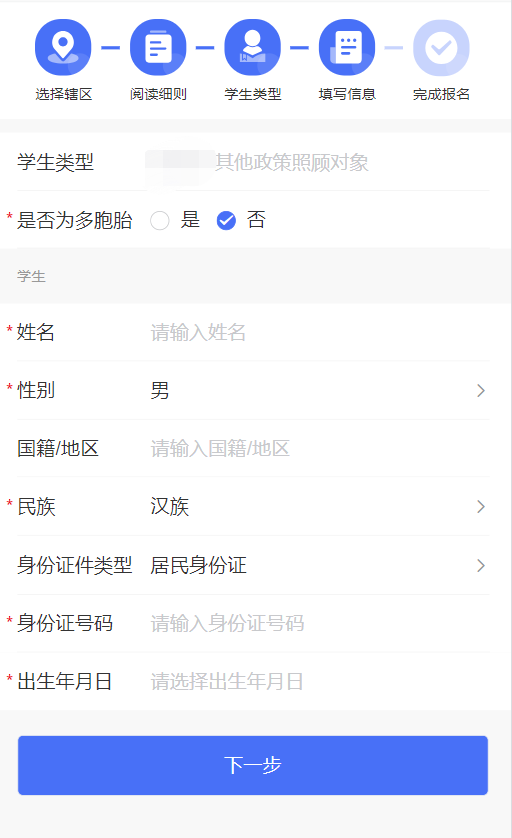 选择辖区 阅读细则 学生类型 填写信息 完成报名
学生类型 其他政策照顾对象
* 是否为多胞胎 是 否
学生
* 姓名 请输入姓名
* 性别 男
国籍/地区 请输入国籍/地区
* 民族 汉族
身份证件类型 居民身份证
* 身份证号码 请输入身份证号码
* 出生年月日 请选择出生年月日
下一步